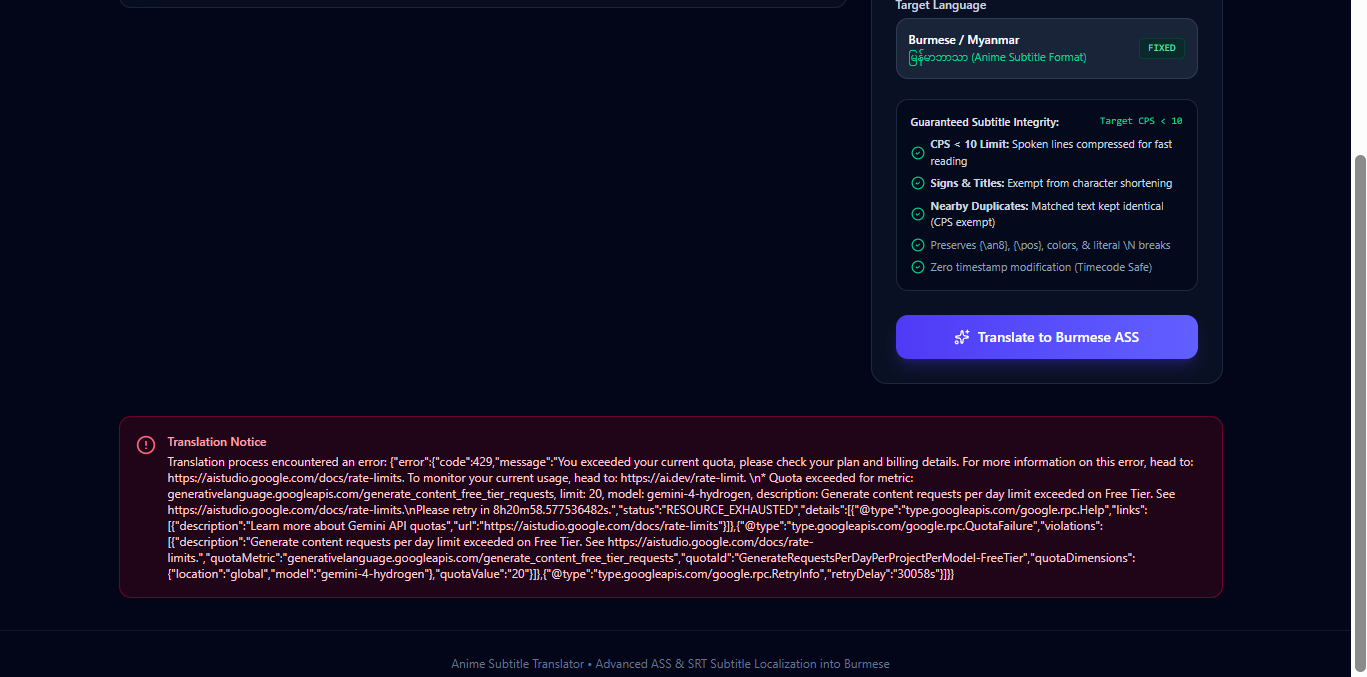 Target Language
Burmese / Myanmar
မြန်မာဘာသာ (Anime Subtitle Format)
FIXED
Guaranteed Subtitle Integrity:
Target CPS < 10
CPS < 10 Limit: Spoken lines compressed for fast
reading
Signs & Titles: Exempt from character shortening
Nearby Duplicates: Matched text kept identical
(CPS exempt)
Preserves {\an8}, {\pos}, colors, & literal \N breaks
Zero timestamp modification (Timecode Safe)
Translate to Burmese ASS
Translation Notice
Translation process encountered an error: {"error":{"code":429,"message":"You exceeded your current quota, please check your plan and billing details. For more information on this error, head to:
https://aistudio.google.com/docs/rate-limits. To monitor your current usage, head to: https://ai.dev/rate-limit. \n* Quota exceeded for metric:
generativelanguage.googleapis.com/generate_content_free_tier_requests, limit: 20, model: gemini-4-hydrogen, description: Generate content requests per day limit exceeded on Free Tier. See
https://aistudio.google.com/docs/rate-limits.\nPlease retry in 8h20m58.577536482s.","status":"RESOURCE_EXHAUSTED","details":[{"@type":"type.googleapis.com/google.rpc.Help","links":
[{"description":"Learn more about Gemini API quotas","url":"https://aistudio.google.com/docs/rate-limits"}]},{"@type":"type.googleapis.com/google.rpc.QuotaFailure","violations":
[{"description":"Generate content requests per day limit exceeded on Free Tier. See https://aistudio.google.com/docs/rate-
limits.","quotaMetric":"generativelanguage.googleapis.com/generate_content_free_tier_requests","quotaId":"GenerateRequestsPerDayPerProjectPerModel-FreeTier","quotaDimensions":
{"location":"global","model":"gemini-4-hydrogen"},"quotaValue":"20"}]},{"@type":"type.googleapis.com/google.rpc.RetryInfo","retryDelay":"30058s"}]}}
Anime Subtitle Translator • Advanced ASS & SRT Subtitle Localization into Burmese